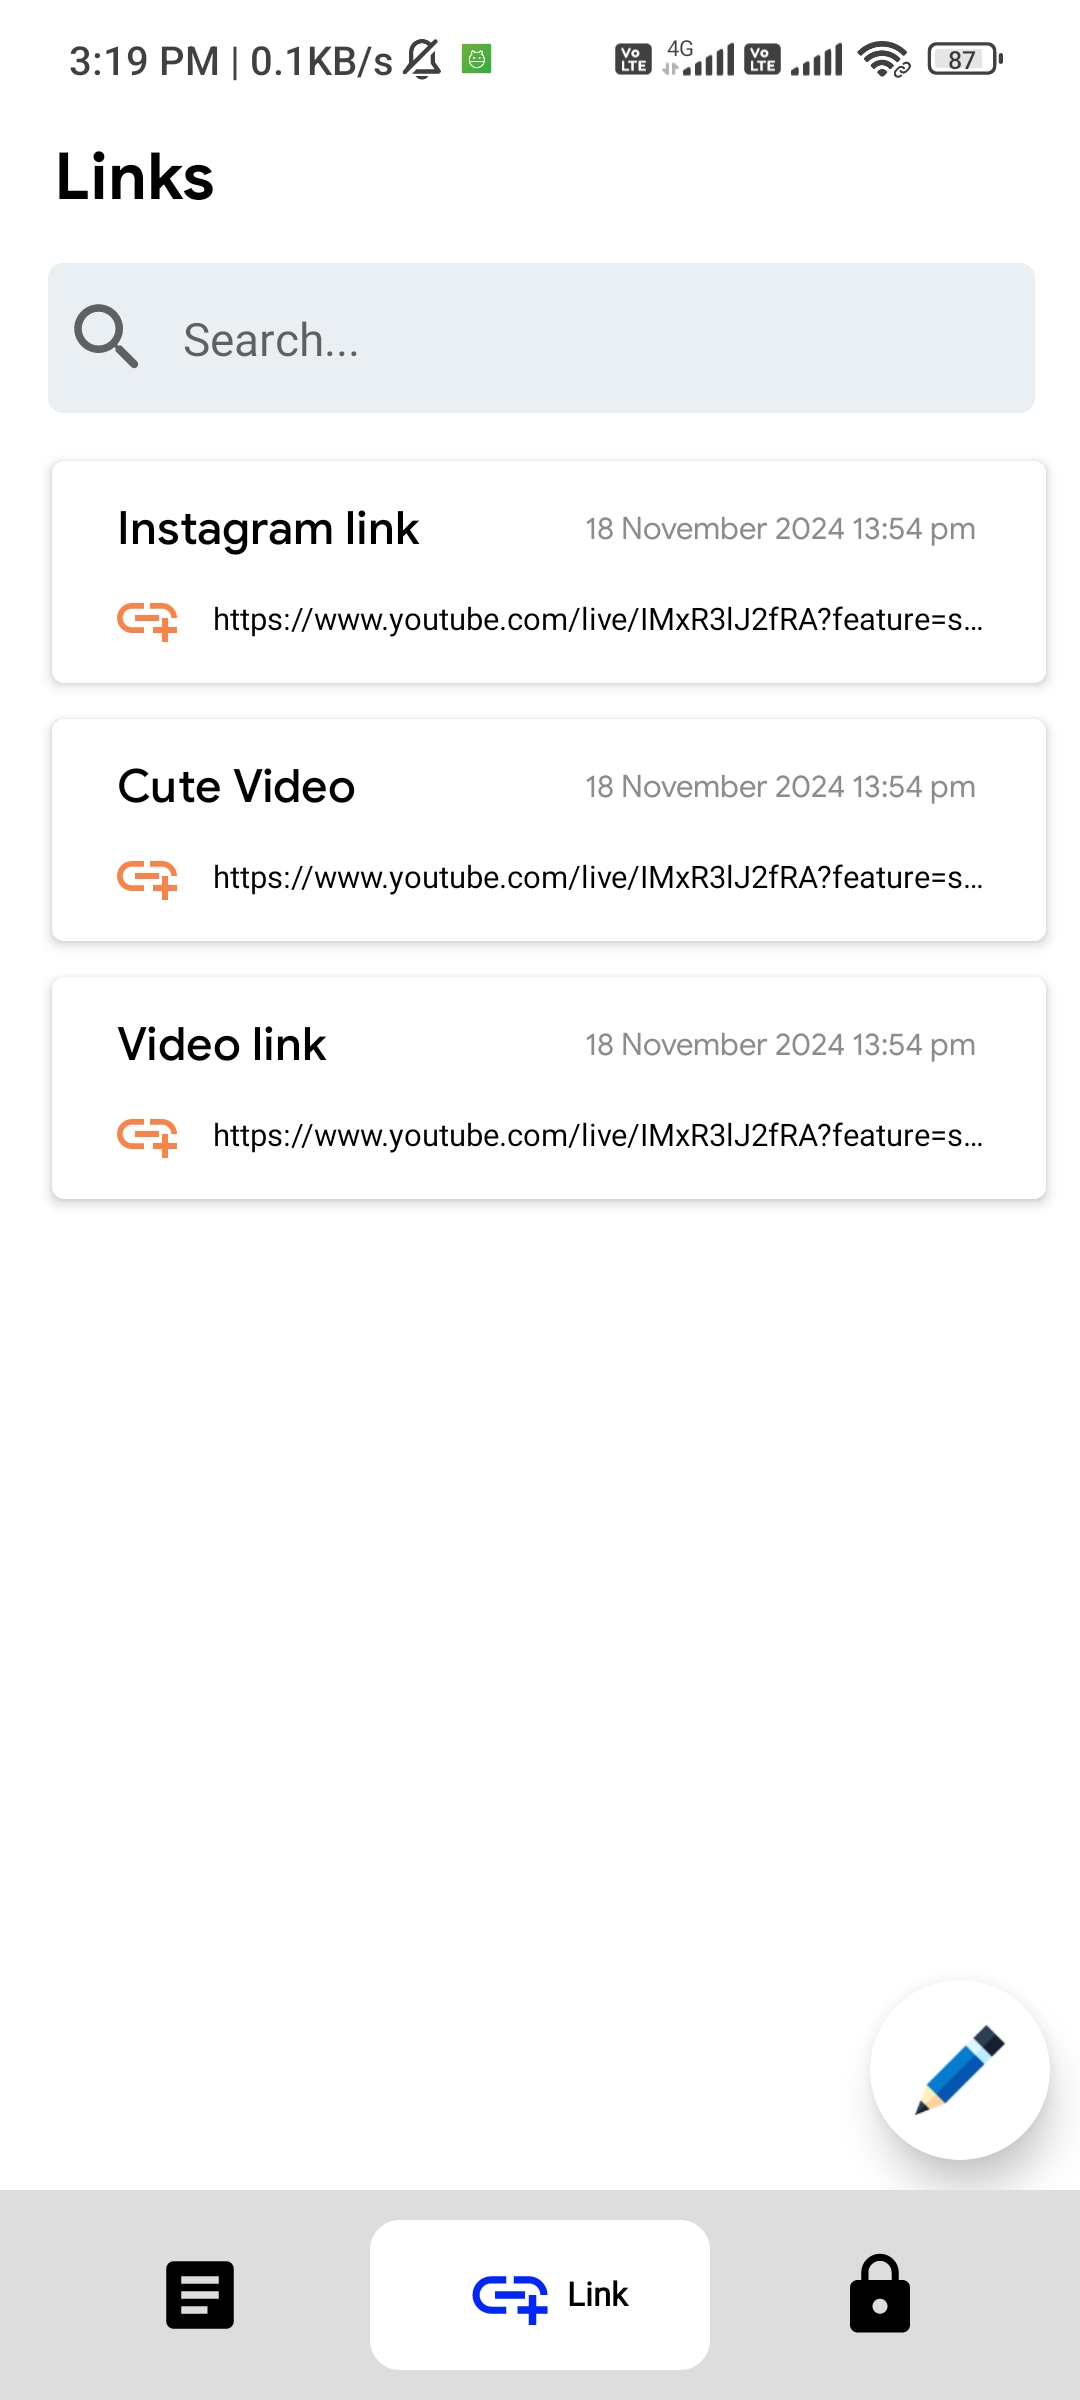 3:19 PM | 0.1KB/s Vo LTE 4G Vo LTE 87
Links
Search...
Instagram link 18 November 2024 13:54 pm
https://www.youtube.com/live/IMxR3lJ2fRA?feature=s...
Cute Video 18 November 2024 13:54 pm
https://www.youtube.com/live/IMxR3lJ2fRA?feature=s...
Video link 18 November 2024 13:54 pm
https://www.youtube.com/live/IMxR3lJ2fRA?feature=s...
Link